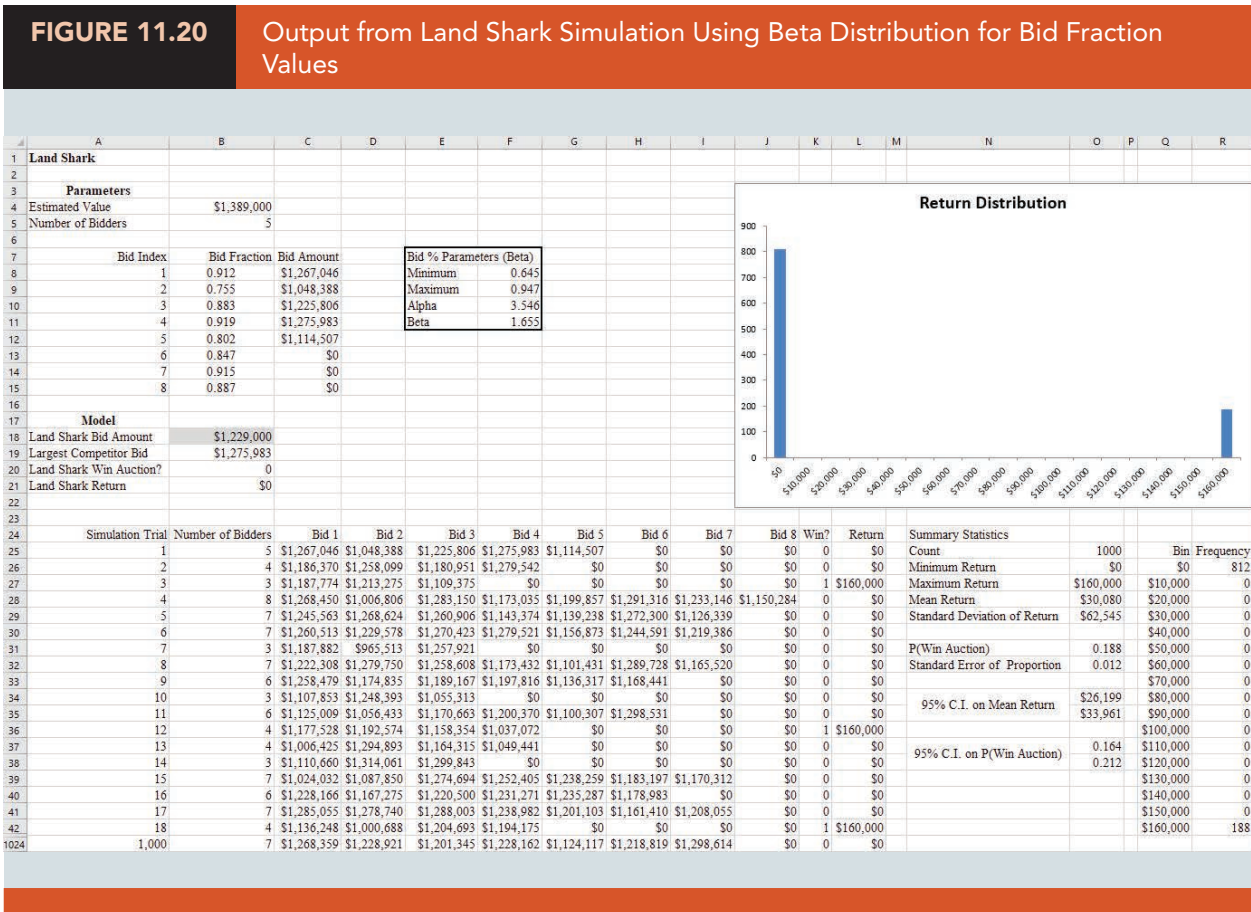 FIGURE 11.20
Output from Land Shark Simulation Using Beta Distribution for Bid Fraction
Values
A B C D E F G H I J K L M N O P Q R
1 Land Shark
2
3 Parameters
4 Estimated Value $1,389,000
5 Number of Bidders 5
6
7 Bid Index Bid Fraction Bid Amount Bid % Parameters (Beta)
8 1 0.912 $1,267,046 Minimum 0.645
9 2 0.755 $1,048,388 Maximum 0.947
10 3 0.883 $1,225,806 Alpha 3.546
11 4 0.919 $1,275,983 Beta 1.655
12 5 0.802 $1,114,507
13 6 0.847 $0
14 7 0.915 $0
15 8 0.887 $0
16
17 Model
18 Land Shark Bid Amount $1,229,000
19 Largest Competitor Bid $1,275,983
20 Land Shark Win Auction? 0
21 Land Shark Return $0
22
23
Return Distribution
900
800
700
600
500
400
300
200
100
0
$0 $10,000 $20,000 $30,000 $40,000 $50,000 $60,000 $70,000 $80,000 $90,000 $100,000 $110,000 $120,000 $130,000 $140,000 $150,000 $160,000
24 Simulation Trial Number of Bidders Bid 1 Bid 2 Bid 3 Bid 4 Bid 5 Bid 6 Bid 7 Bid 8 Win? Return Summary Statistics
25 1 5 $1,267,046 $1,048,388 $1,225,806 $1,275,983 $1,114,507 $0 $0 $0 0 $0 Count 1000 Bin Frequency
26 2 4 $1,186,370 $1,258,099 $1,180,951 $1,279,542 $0 $0 $0 $0 0 $0 Minimum Return $0 $0 812
27 3 3 $1,187,774 $1,213,275 $1,109,375 $0 $0 $0 $0 $0 1 $160,000 Maximum Return $160,000 $10,000 0
28 4 8 $1,268,450 $1,006,806 $1,283,150 $1,173,035 $1,199,857 $1,291,316 $1,233,146 $1,150,284 0 $0 Mean Return $30,080 $20,000 0
29 5 7 $1,245,563 $1,268,624 $1,260,906 $1,143,374 $1,139,238 $1,272,300 $1,126,339 $0 0 $0 Standard Deviation of Return $62,545 $30,000 0
30 6 7 $1,260,513 $1,229,578 $1,270,423 $1,279,521 $1,156,873 $1,244,591 $1,219,386 $0 0 $0 $40,000 0
31 7 3 $1,187,882 $965,513 $1,257,921 $0 $0 $0 $0 $0 0 $0 P(Win Auction) 0.188 $50,000 0
32 8 7 $1,222,308 $1,279,750 $1,258,608 $1,173,432 $1,101,431 $1,289,728 $1,165,520 $0 0 $0 Standard Error of Proportion 0.012 $60,000 0
33 9 6 $1,258,479 $1,174,835 $1,189,167 $1,197,816 $1,136,317 $1,168,441 $0 $0 0 $0 $70,000 0
34 10 3 $1,107,853 $1,248,393 $1,055,313 $0 $0 $0 $0 $0 0 $0 95% C.I. on Mean Return $26,199 $80,000 0
35 11 6 $1,125,009 $1,056,433 $1,170,663 $1,200,370 $1,100,307 $1,298,531 $0 $0 0 $0 $33,961 $90,000 0
36 12 4 $1,177,528 $1,192,574 $1,158,354 $1,037,072 $0 $0 $0 $0 1 $160,000 $100,000 0
37 13 4 $1,006,425 $1,294,893 $1,164,315 $1,049,441 $0 $0 $0 $0 0 $0 95% C.I. on P(Win Auction) 0.164 $110,000 0
38 14 3 $1,110,660 $1,314,061 $1,299,843 $0 $0 $0 $0 $0 0 $0 0.212 $120,000 0
39 15 7 $1,024,032 $1,087,850 $1,274,694 $1,252,405 $1,238,259 $1,183,197 $1,170,312 $0 0 $0 $130,000 0
40 16 6 $1,228,166 $1,167,275 $1,220,500 $1,231,271 $1,235,287 $1,178,983 $0 $0 0 $0 $140,000 0
41 17 7 $1,285,055 $1,278,740 $1,288,003 $1,238,982 $1,201,103 $1,161,410 $1,208,055 $0 0 $0 $150,000 0
42 18 4 $1,136,248 $1,000,688 $1,204,693 $1,194,175 $0 $0 $0 $0 1 $160,000 $160,000 188
1024 1,000 7 $1,268,359 $1,228,921 $1,201,345 $1,228,162 $1,124,117 $1,218,819 $1,298,614 $0 0 $0